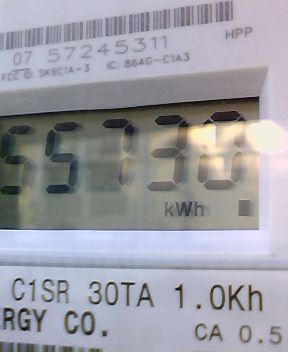 07 57245311
HPP
FCC ID: SK9C1A-3 IC: 864G-C1A3
55738
kWh
C1SR 30TA 1.0Kh
RGY CO.
CA 0.5